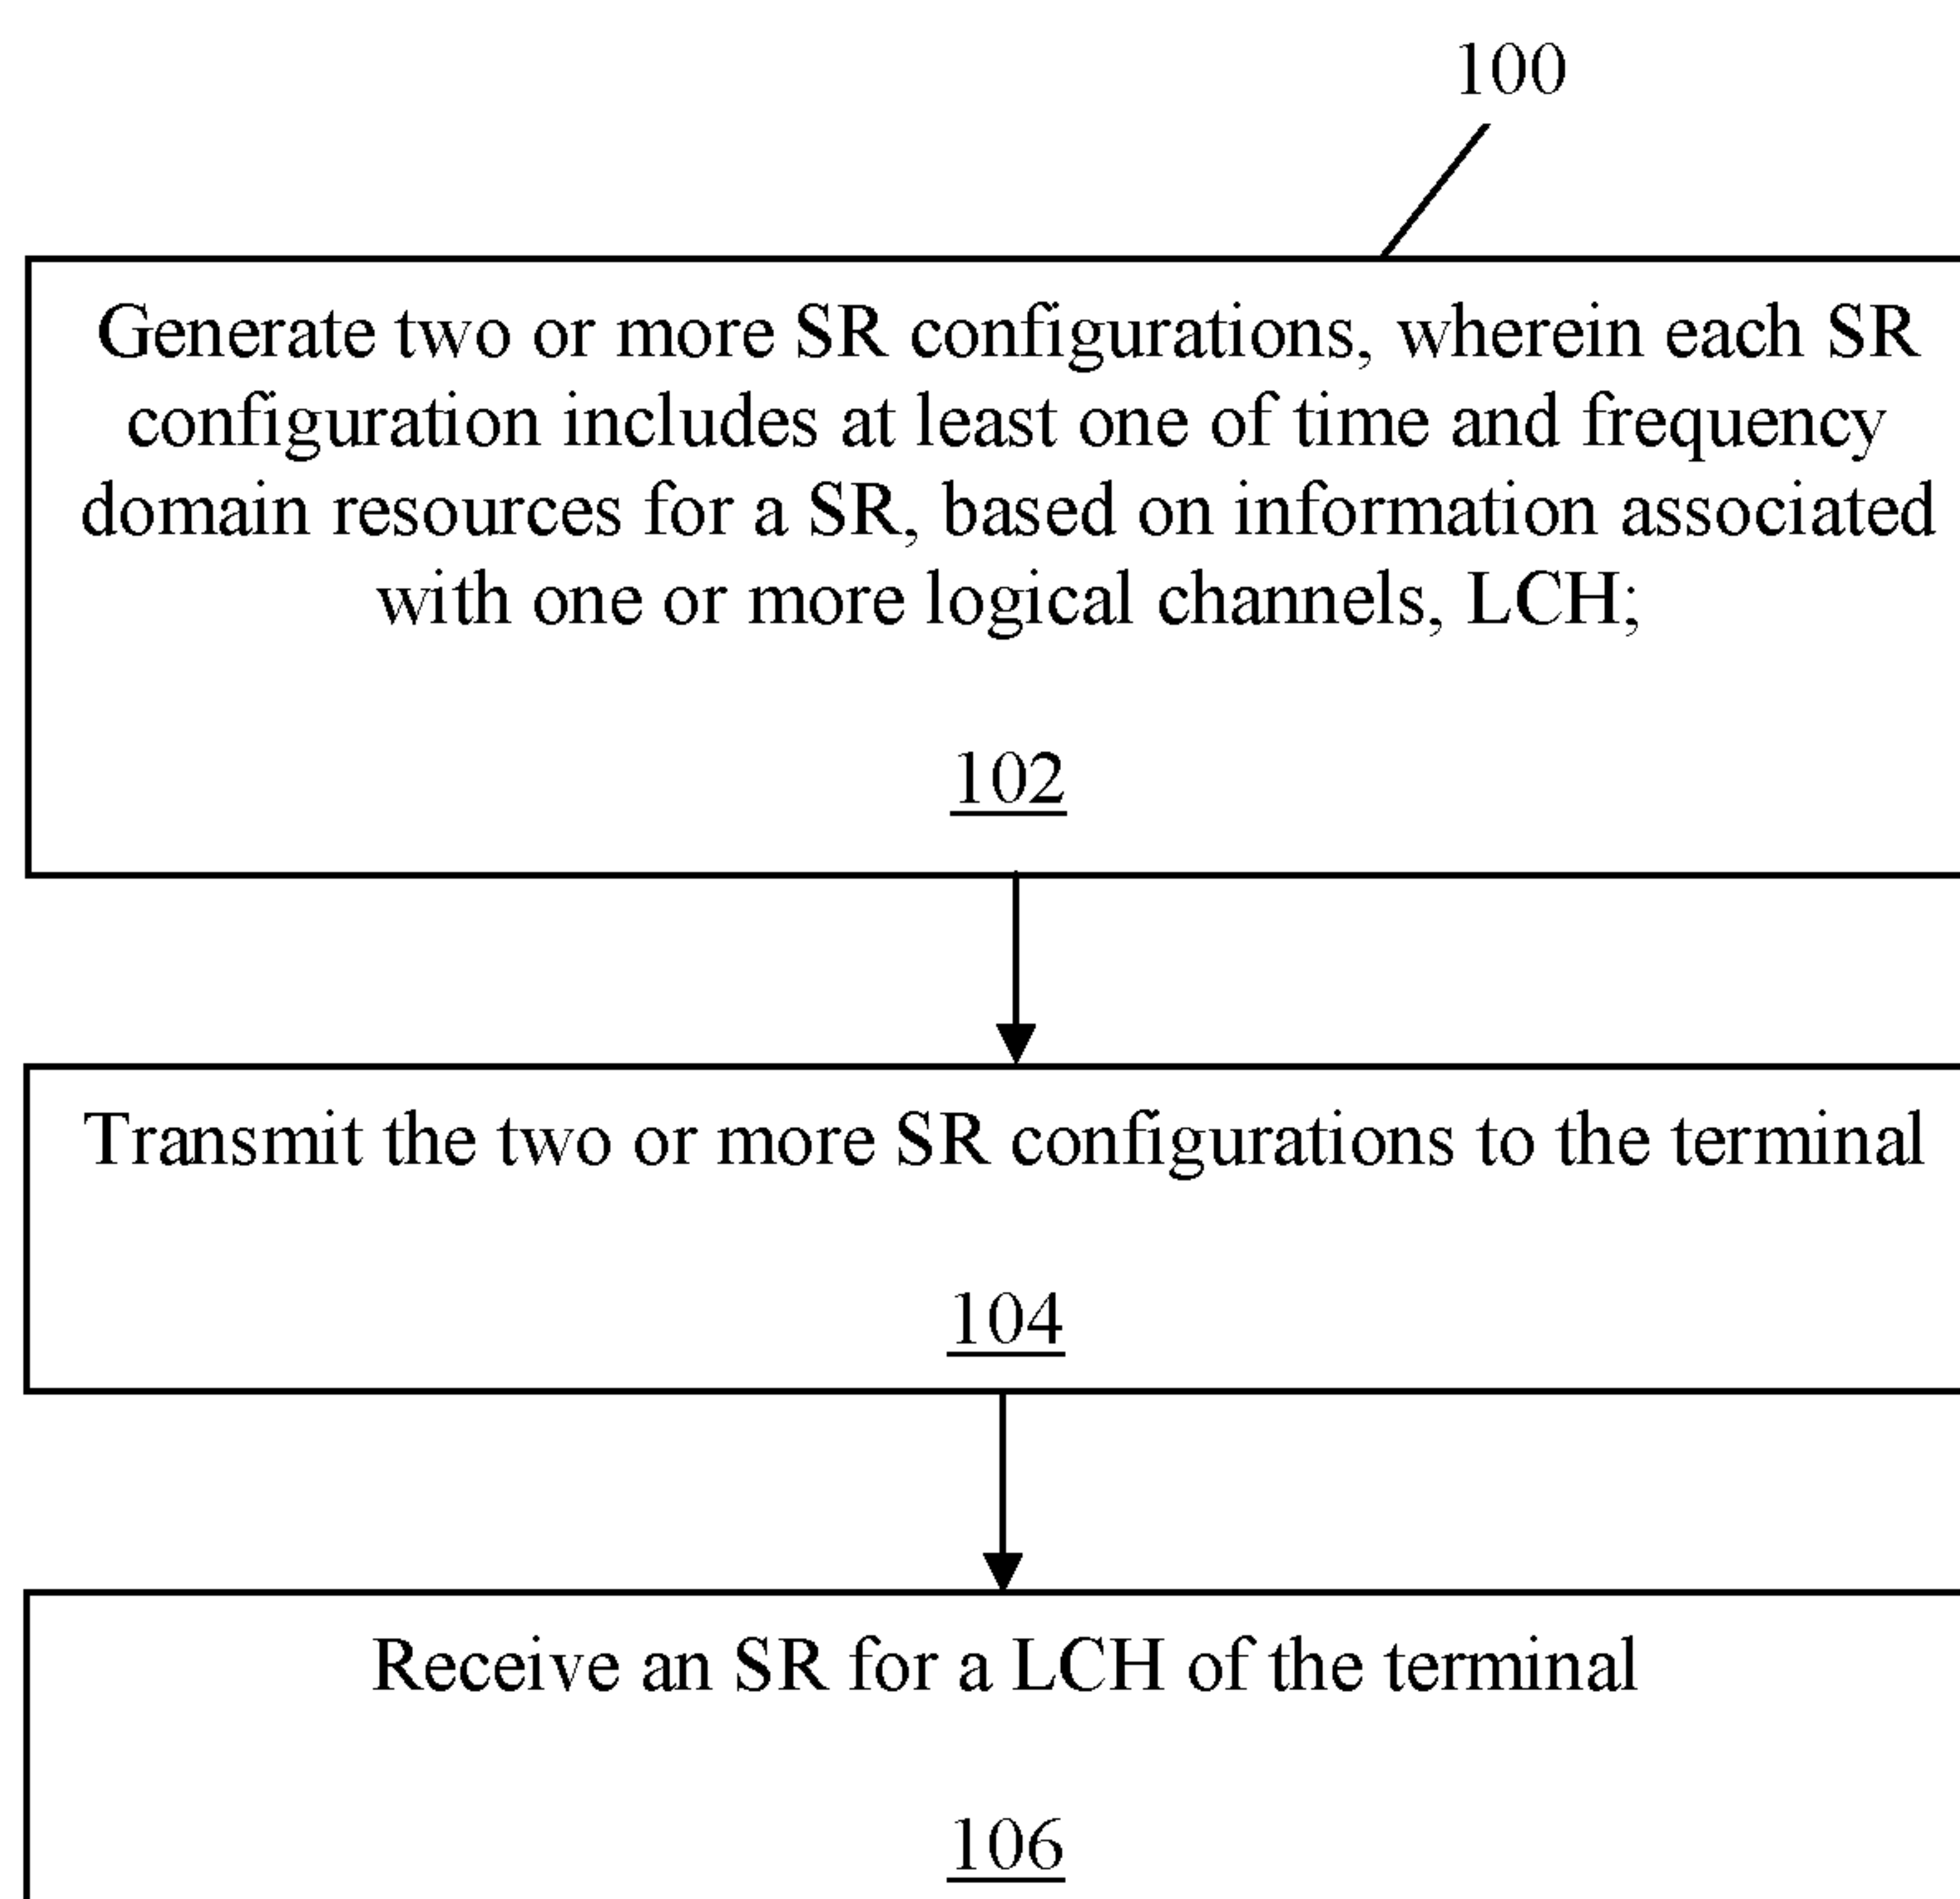 100
Generate two or more SR configurations, wherein each SR
configuration includes at least one of time and frequency
domain resources for a SR, based on information associated
with one or more logical channels, LCH;
102
Transmit the two or more SR configurations to the terminal
104
Receive an SR for a LCH of the terminal
106